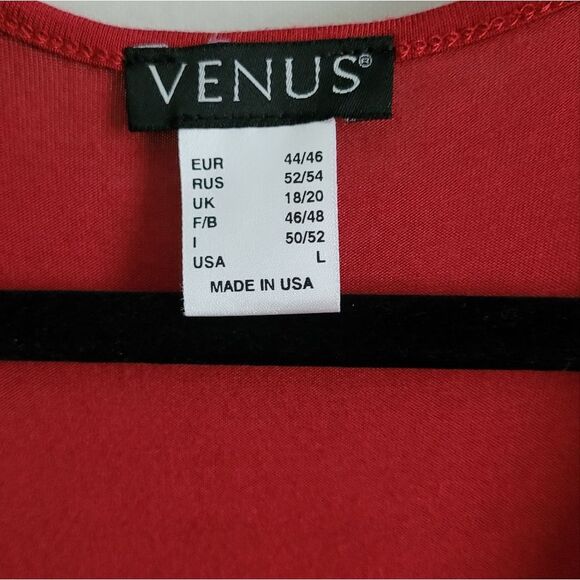 VENUS®
EUR 44/46
RUS 52/54
UK 18/20
F/B 46/48
I 50/52
USA L
MADE IN USA